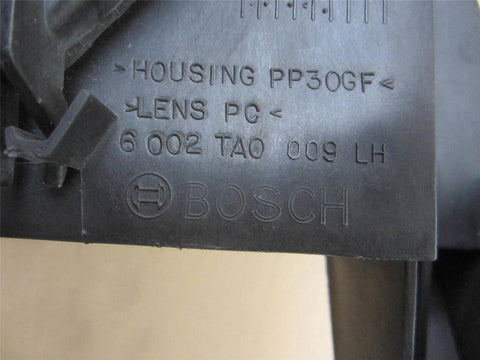 >HOUSING PP30GF<
>LENS PC<
6 002 TA0 009 LH
BOSCH